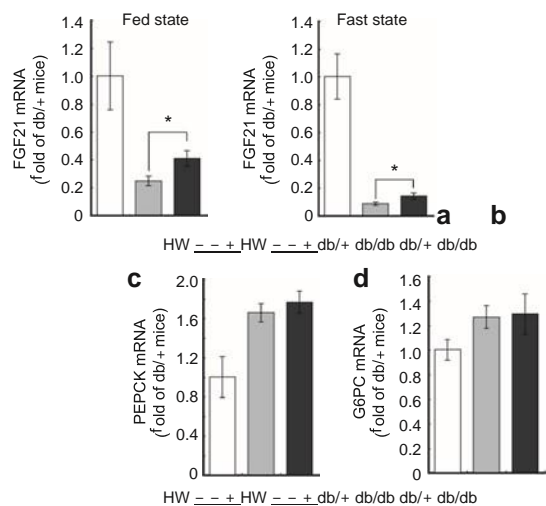 Fed state
Fast state
FGF21 mRNA
(fold of db/+ mice)
1.4
1.2
1.0
0.8
0.6
0.4
0.2
0
*
FGF21 mRNA
(fold of db/+ mice)
1.4
1.2
1.0
0.8
0.6
0.4
0.2
0
*
a b
HW – – + HW – – + db/+ db/db db/+ db/db
c
PEPCK mRNA
(fold of db/+ mice)
2.0
1.6
1.2
0.8
0.4
0
d
G6PC mRNA
(fold of db/+ mice)
1.6
1.4
1.2
1.0
0.8
0.6
0.4
0.2
0
HW – – + HW – – + db/+ db/db db/+ db/db